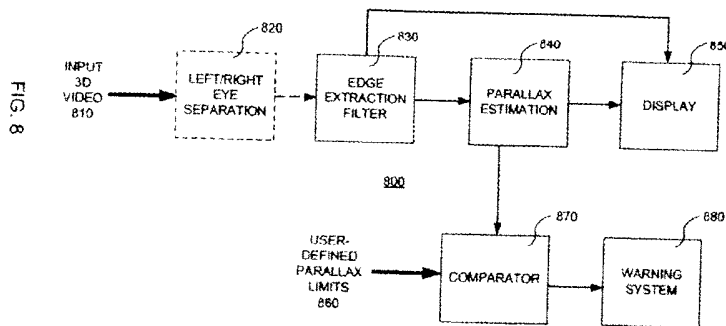 FIG. 8
INPUT
3D
VIDEO
810
820
LEFT/RIGHT
EYE
SEPARATION
830
EDGE
EXTRACTION
FILTER
840
PARALLAX
ESTIMATION
850
DISPLAY
800
USER-
DEFINED
PARALLAX
LIMITS
860
870
COMPARATOR
880
WARNING
SYSTEM